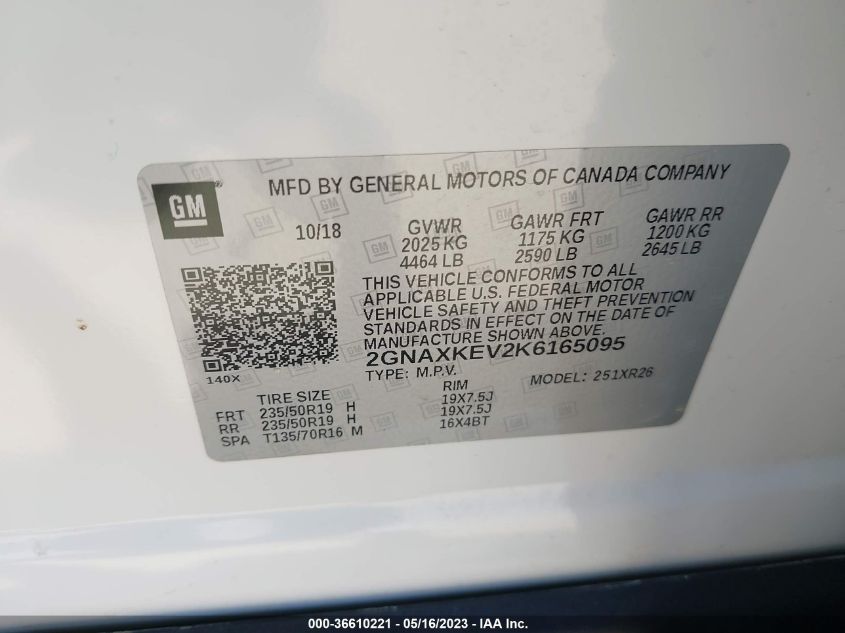 GM
®
MFD BY GENERAL MOTORS OF CANADA COMPANY
10/18
GVWR GAWR FRT GAWR RR
2025 KG 1175 KG 1200 KG
4464 LB 2590 LB 2645 LB
THIS VEHICLE CONFORMS TO ALL
APPLICABLE U.S. FEDERAL MOTOR
VEHICLE SAFETY AND THEFT PREVENTION
STANDARDS IN EFFECT ON THE DATE OF
MANUFACTURE SHOWN ABOVE.
2GNAXKEV2K6165095
140X
TYPE: M.P.V. MODEL: 251XR26
TIRE SIZE RIM
FRT 235/50R19 H 19X7.5J
RR 235/50R19 H 19X7.5J
SPA T135/70R16 M 16X4BT
000-36610221 - 05/16/2023 - IAA Inc.